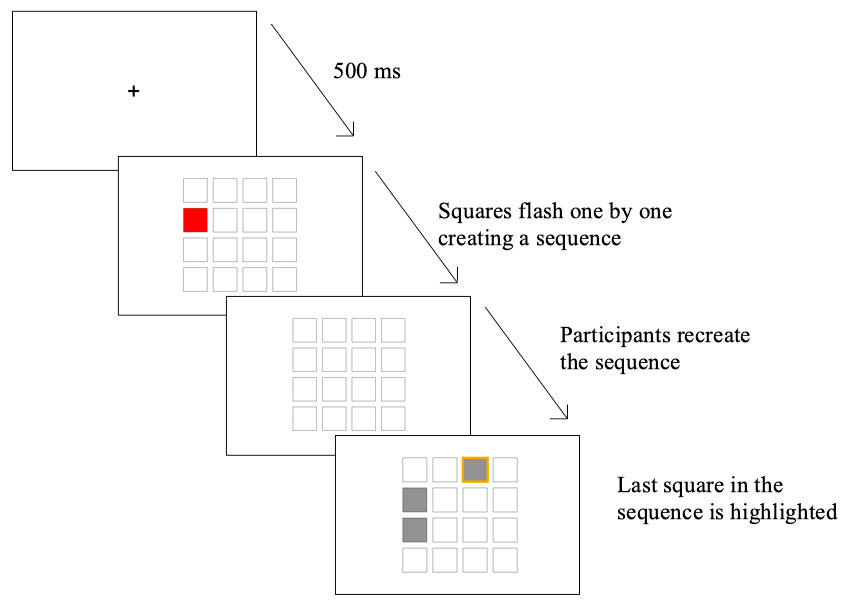 +
500 ms
Squares flash one by one
creating a sequence
Participants recreate
the sequence
Last square in the
sequence is highlighted